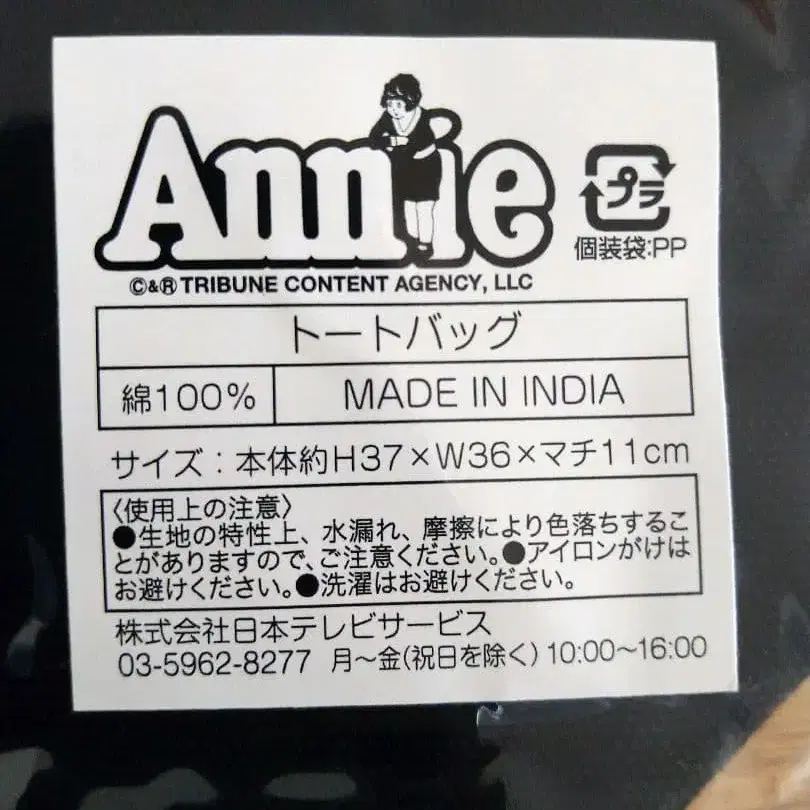 Annie
プラ
個装袋:PP
©&® TRIBUNE CONTENT AGENCY, LLC
トートバッグ
綿100% MADE IN INDIA
サイズ：本体約H37×W36×マチ11cm
〈使用上の注意〉
●生地の特性上、水漏れ、摩擦により色落ちするこ
とがありますので、ご注意ください。●アイロンがけは
お避けください。●洗濯はお避けください。
株式会社日本テレビサービス
03-5962-8277 月〜金(祝日を除く) 10:00〜16:00